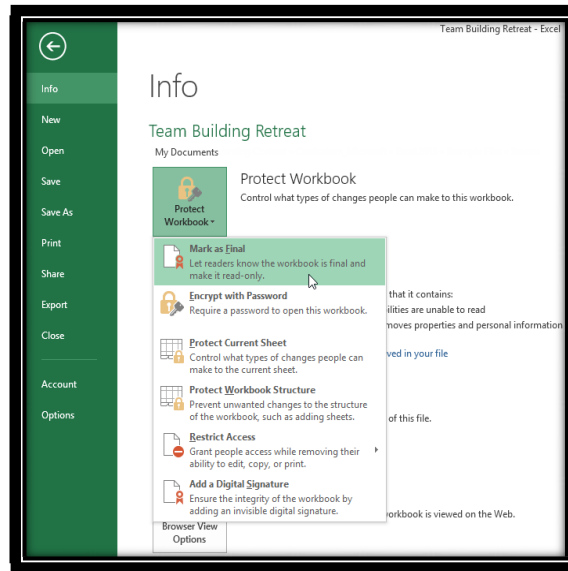 Team Building Retreat - Excel
Info
Info
New
Open
Save
Save As
Print
Share
Export
Close
Account
Options
Team Building Retreat
My Documents
Protect
Workbook
Protect Workbook
Control what types of changes people can make to this workbook.
Mark as Final
Let readers know the workbook is final and
make it read-only.
Encrypt with Password
Require a password to open this workbook.
Protect Current Sheet
Control what types of changes people can
make to the current sheet.
Protect Workbook Structure
Prevent unwanted changes to the structure
of the workbook, such as adding sheets.
Restrict Access
Grant people access while removing their
ability to edit, copy, or print.
Add a Digital Signature
Ensure the integrity of the workbook by
adding an invisible digital signature.
that it contains:
ilities are unable to read
moves properties and personal information
ved in your file
of this file.
orkbook is viewed on the Web.
Browser View
Options